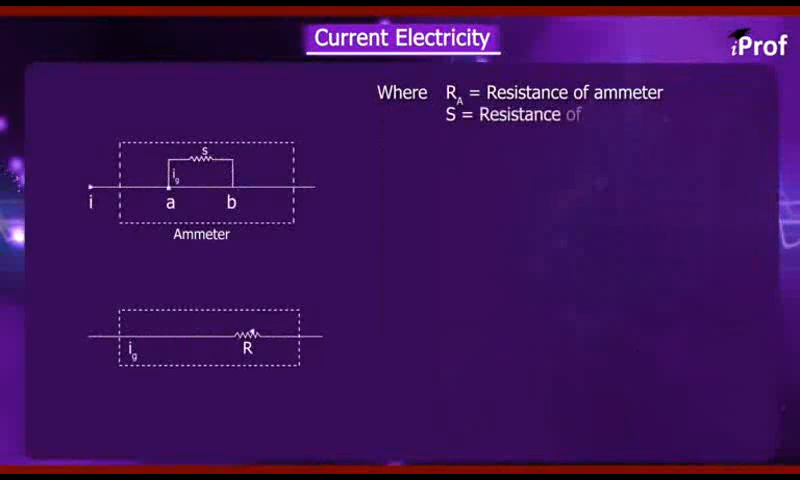 Current Electricity
iProf
Where R_A = Resistance of ammeter
S = Resistance of
s
i_g
i a b
Ammeter
i_g R